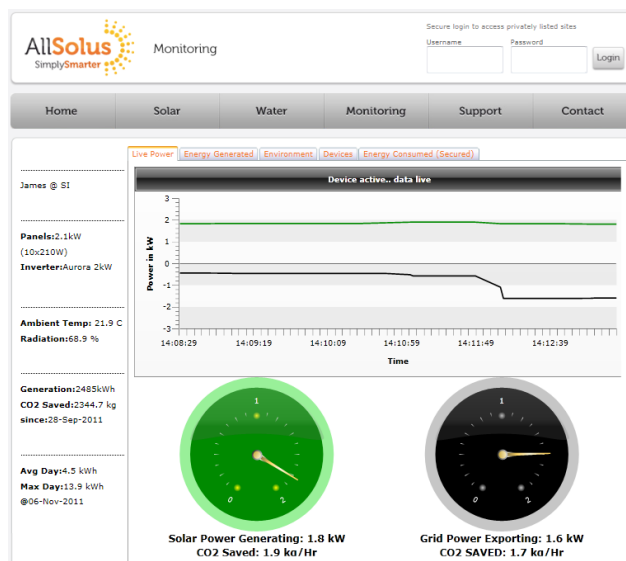 AllSolus
SimplySmarter
Monitoring
Secure login to access privately listed sites
Username
Password
Login
Home
Solar
Water
Monitoring
Support
Contact
Live Power
Energy Generated
Environment
Devices
Energy Consumed (Secured)
James @ SI
Panels:2.1kW
(10x210W)
Inverter:Aurora 2kW
Ambient Temp: 21.9 C
Radiation:68.9 %
Generation:2485kWh
CO2 Saved:2344.7 kg
since:28-Sep-2011
Avg Day:4.5 kWh
Max Day:13.9 kWh
@06-Nov-2011
Device active.. data live
Power in kW
3
2
1
0
-1
-2
-3
14:08:29
14:09:19
14:10:09
14:10:59
14:11:49
14:12:39
Time
0
1
2
Solar Power Generating: 1.8 kW
CO2 Saved: 1.9 kg/Hr
0
1
2
Grid Power Exporting: 1.6 kW
CO2 SAVED: 1.7 kg/Hr